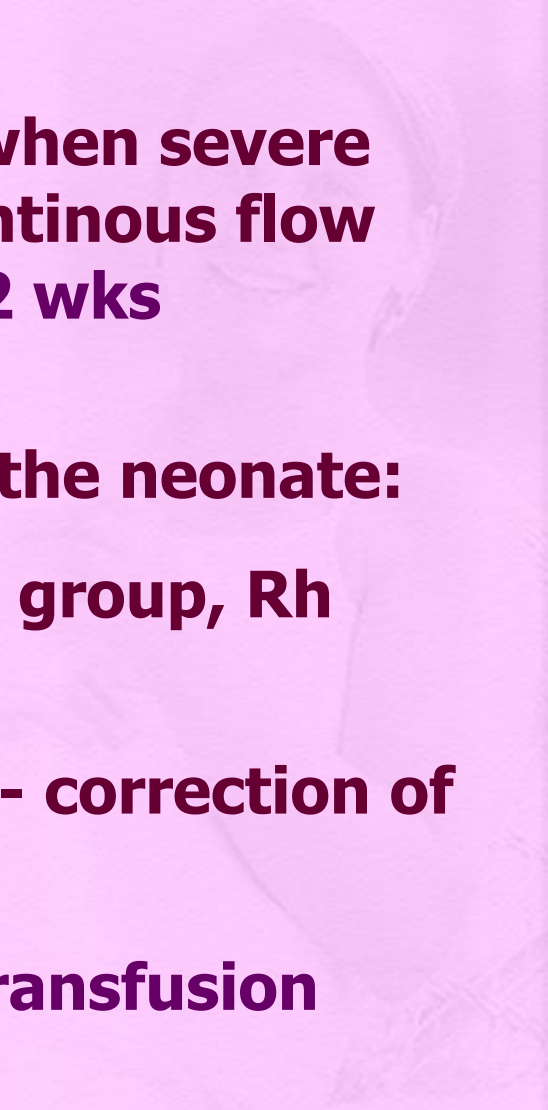 when severe
ntinous flow
2 wks
the neonate:
group, Rh
- correction of
ransfusion